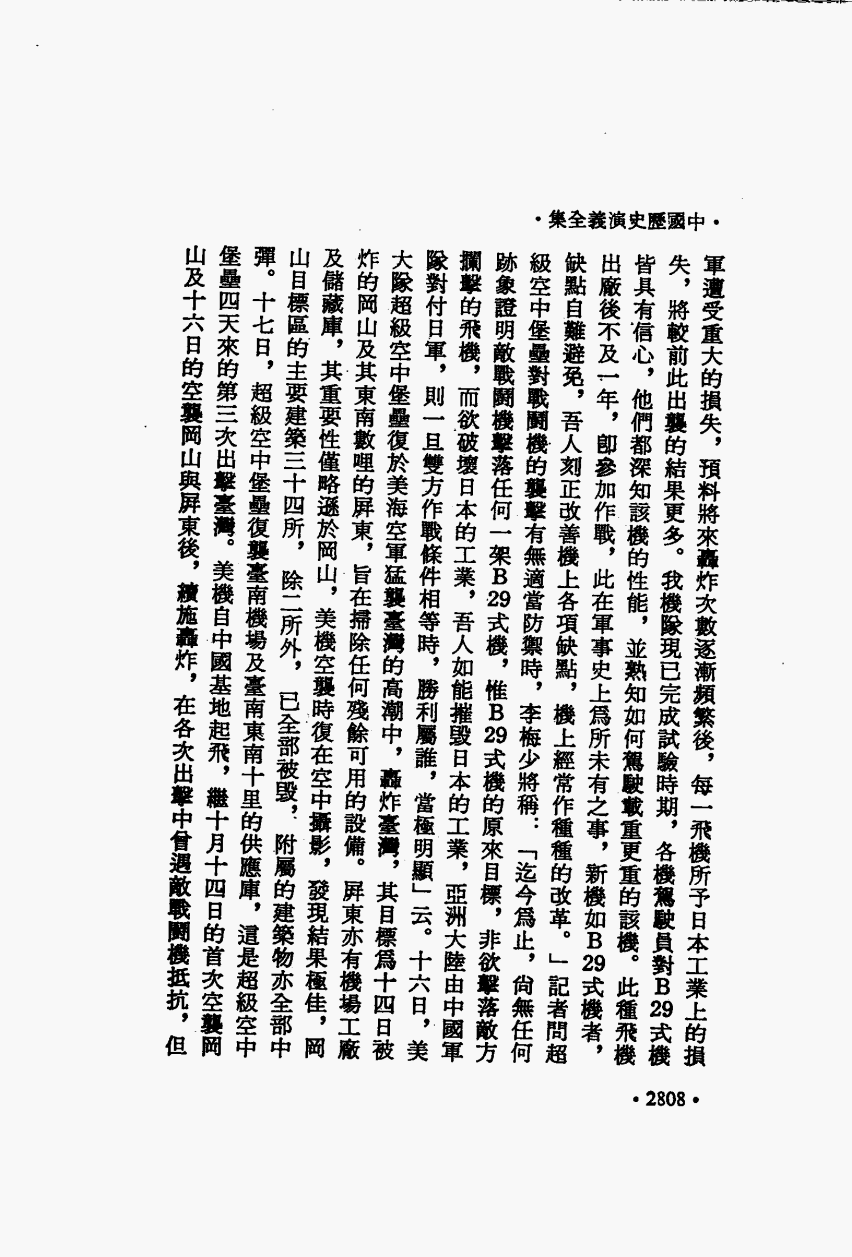 ·中國歷史演義全集·
軍遭受重大的損失，預料將來轟炸次數逐漸頻繁後，每一飛機所予日本工業上的損
失，將較前此出襲的結果更多。我機隊現已完成試驗時期，各機駕駛員對B29式機
皆具有信心，他們都深知該機的性能，並熟知如何駕駛載重更重的該機。此種飛機
出廠後不及一年，卽參加作戰，此在軍事史上爲所未有之事，新機如B29式機者，
缺點自難避免，吾人刻正改善機上各項缺點，機上經常作種種的改革。」記者問超
級空中堡壘對戰鬭機的襲擊有無適當防禦時，李梅少將稱：「迄今爲止，尙無任何
跡象證明敵戰鬭機擊落任何一架B29式機，惟B29式機的原來目標，非欲擊落敵方
攔擊的飛機，而欲破壞日本的工業，吾人如能摧毀日本的工業，亞洲大陸由中國軍
隊對付日軍，則一旦雙方作戰條件相等時，勝利屬誰，當極明顯」云。十六日，美
大隊超級空中堡壘復於美海空軍猛襲臺灣的高潮中，轟炸臺灣，其目標爲十四日被
炸的岡山及其東南數哩的屏東，旨在掃除任何殘餘可用的設備。屏東亦有機場工廠
及儲藏庫，其重要性僅略遜於岡山，美機空襲時復在空中攝影，發現結果極佳，岡
山目標區的主要建築三十四所，除二所外，已全部被毀，附屬的建築物亦全部中
彈。十七日，超級空中堡壘復襲臺南機場及臺南東南十里的供應庫，這是超級空中
堡壘四天來的第三次出擊臺灣。美機自中國基地起飛，繼十月十四日的首次空襲岡
山及十六日的空襲岡山與屏東後，續施轟炸，在各次出擊中曾遇敵戰鬭機抵抗，但
·2808·